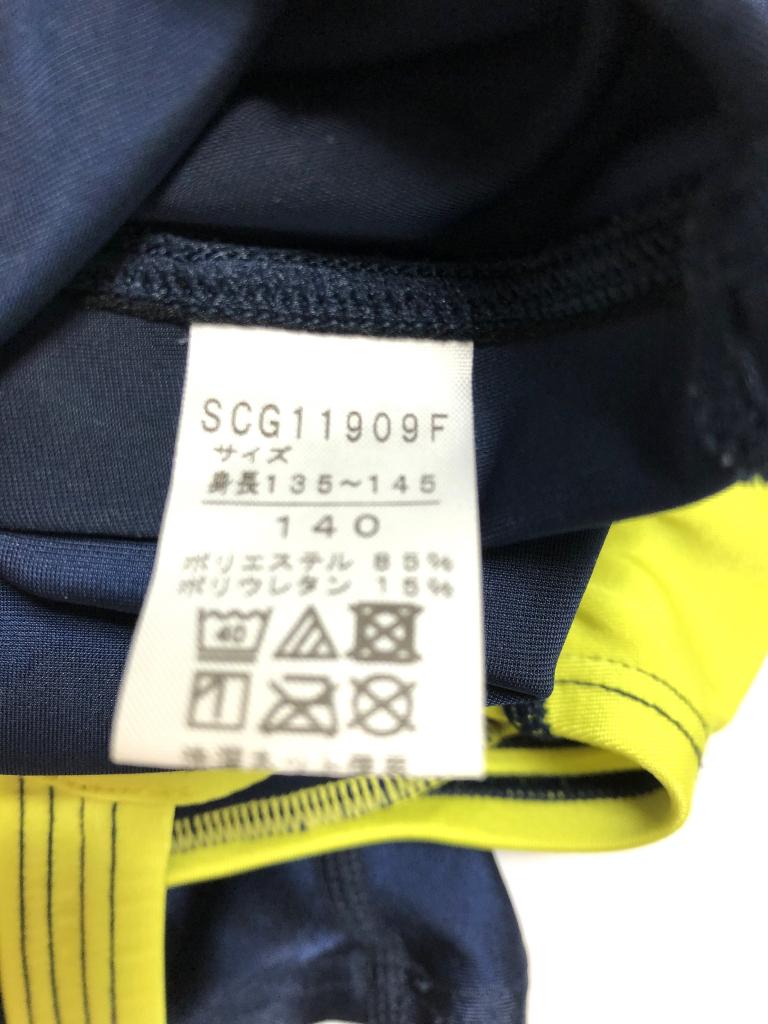 SCG11909F
サイズ
身長135～145
140
ポリエステル 85%
ポリウレタン 15%
40